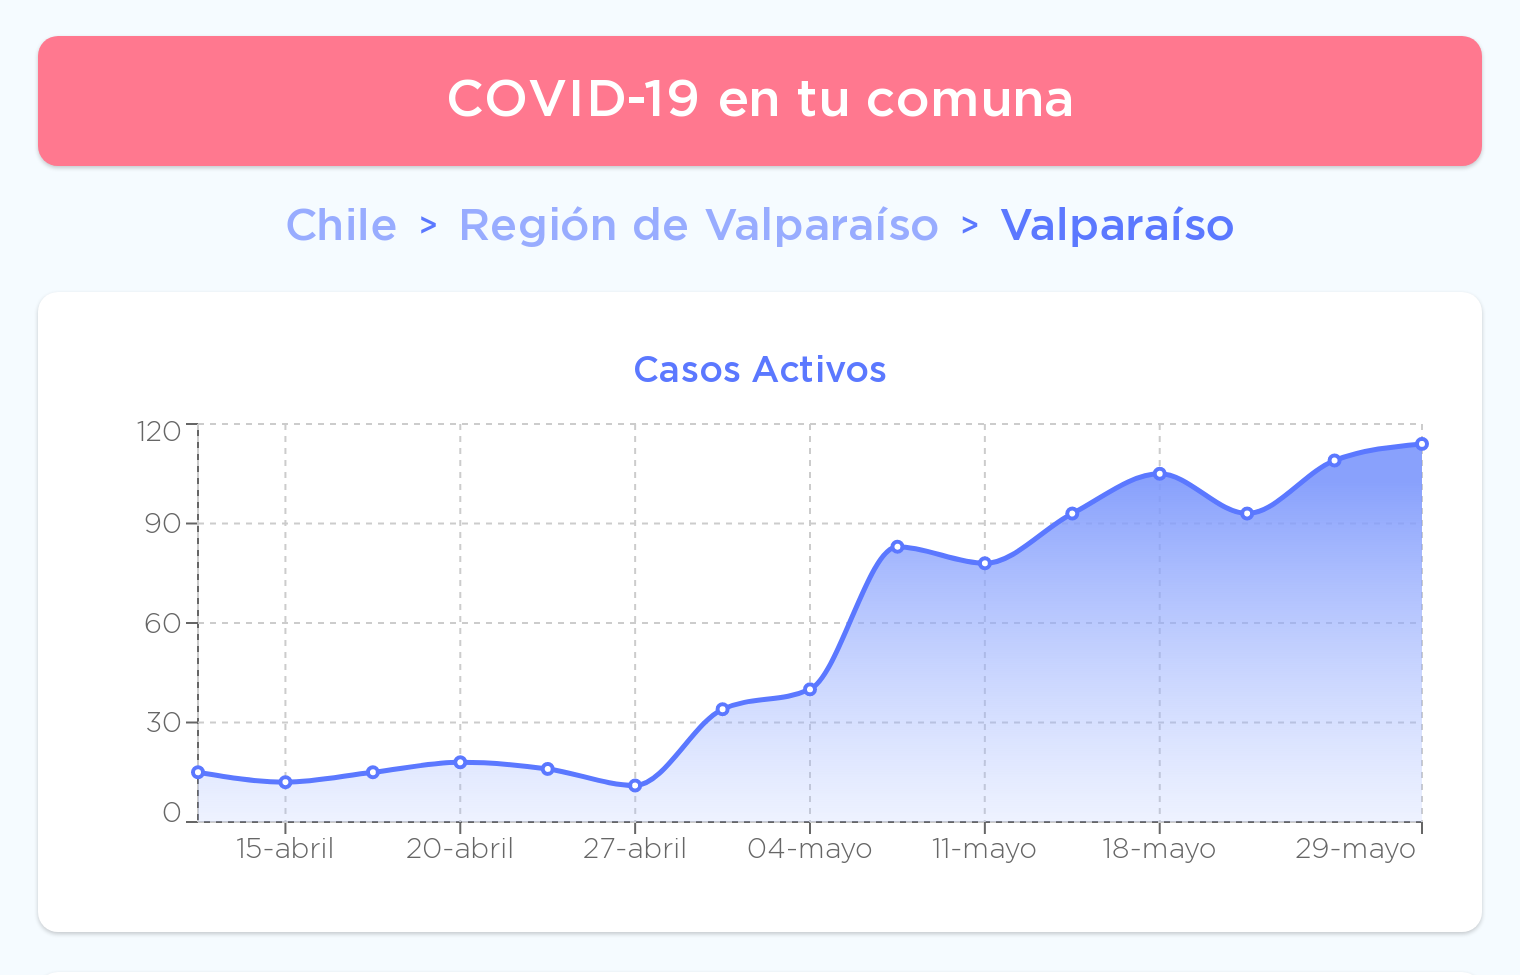 COVID-19 en tu comuna
Chile > Región de Valparaíso > Valparaíso
Casos Activos
120
90
60
30
0
15-abril 20-abril 27-abril 04-mayo 11-mayo 18-mayo 29-mayo